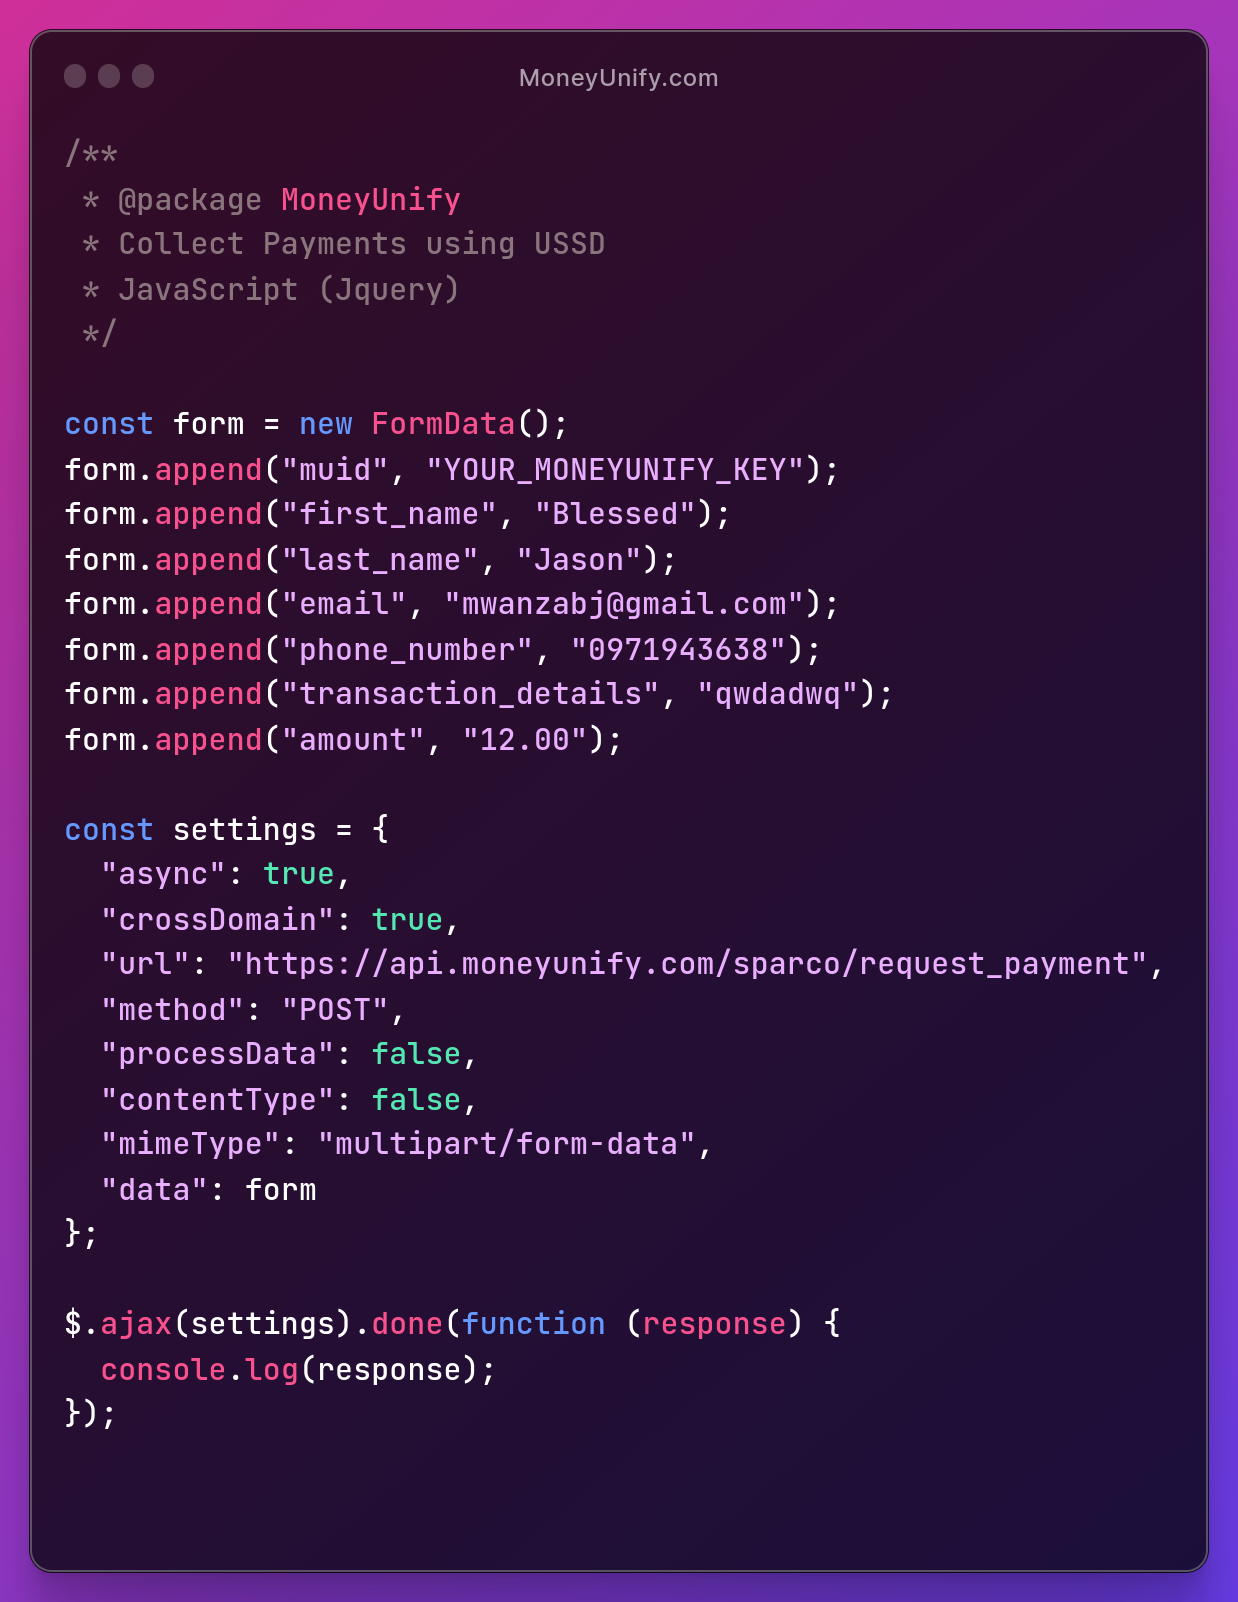 MoneyUnify.com
/**
 * @package MoneyUnify
 * Collect Payments using USSD
 * JavaScript (Jquery)
 */
const form = new FormData();
form.append("muid", "YOUR_MONEYUNIFY_KEY");
form.append("first_name", "Blessed");
form.append("last_name", "Jason");
form.append("email", "mwanzabj@gmail.com");
form.append("phone_number", "0971943638");
form.append("transaction_details", "qwdadwq");
form.append("amount", "12.00");
const settings = {
  "async": true,
  "crossDomain": true,
  "url": "https://api.moneyunify.com/sparco/request_payment",
  "method": "POST",
  "processData": false,
  "contentType": false,
  "mimeType": "multipart/form-data",
  "data": form
};
$.ajax(settings).done(function (response) {
  console.log(response);
});